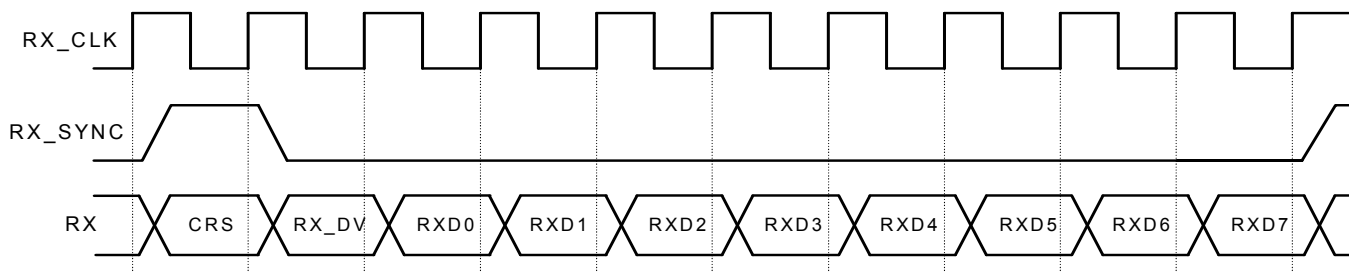 RX_CLK
RX_SYNC
RX CRS RX_DV RXD0 RXD1 RXD2 RXD3 RXD4 RXD5 RXD6 RXD7